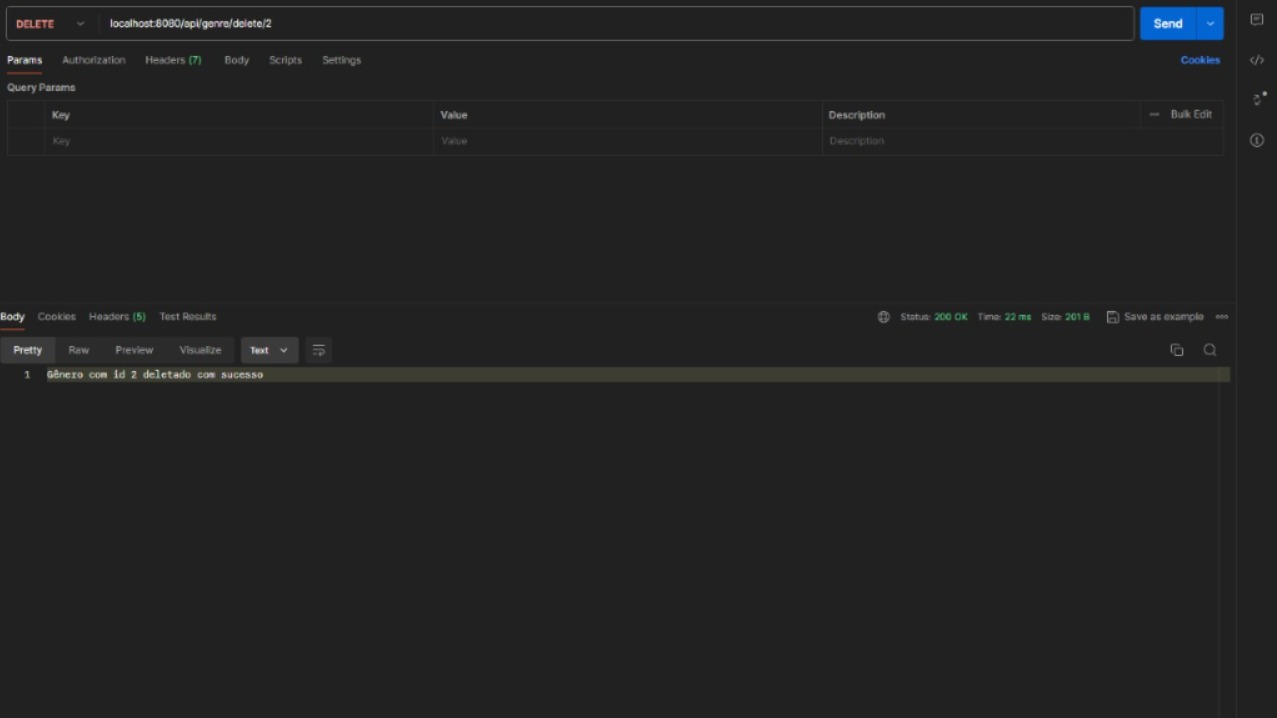 DELETE localhost:8080/api/genre/delete/2 Send
Params Authorization Headers (7) Body Scripts Settings Cookies
Query Params
Key Value Description Bulk Edit
Key Value Description
Body Cookies Headers (5) Test Results Status: 200 OK Time: 22 ms Size: 201 B Save as example
Pretty Raw Preview Visualize Text
1 Gênero com id 2 deletado com sucesso